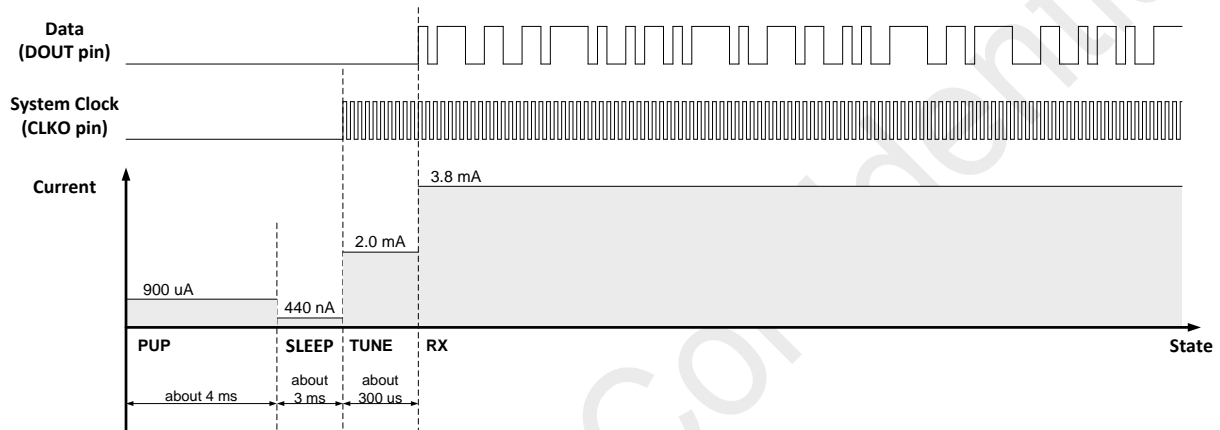 Data
(DOUT pin)
System Clock
(CLKO pin)
Current
3.8 mA
2.0 mA
900 uA
440 nA
PUP
SLEEP
TUNE
RX
State
about 4 ms
about
3 ms
about
300 us
Confidential